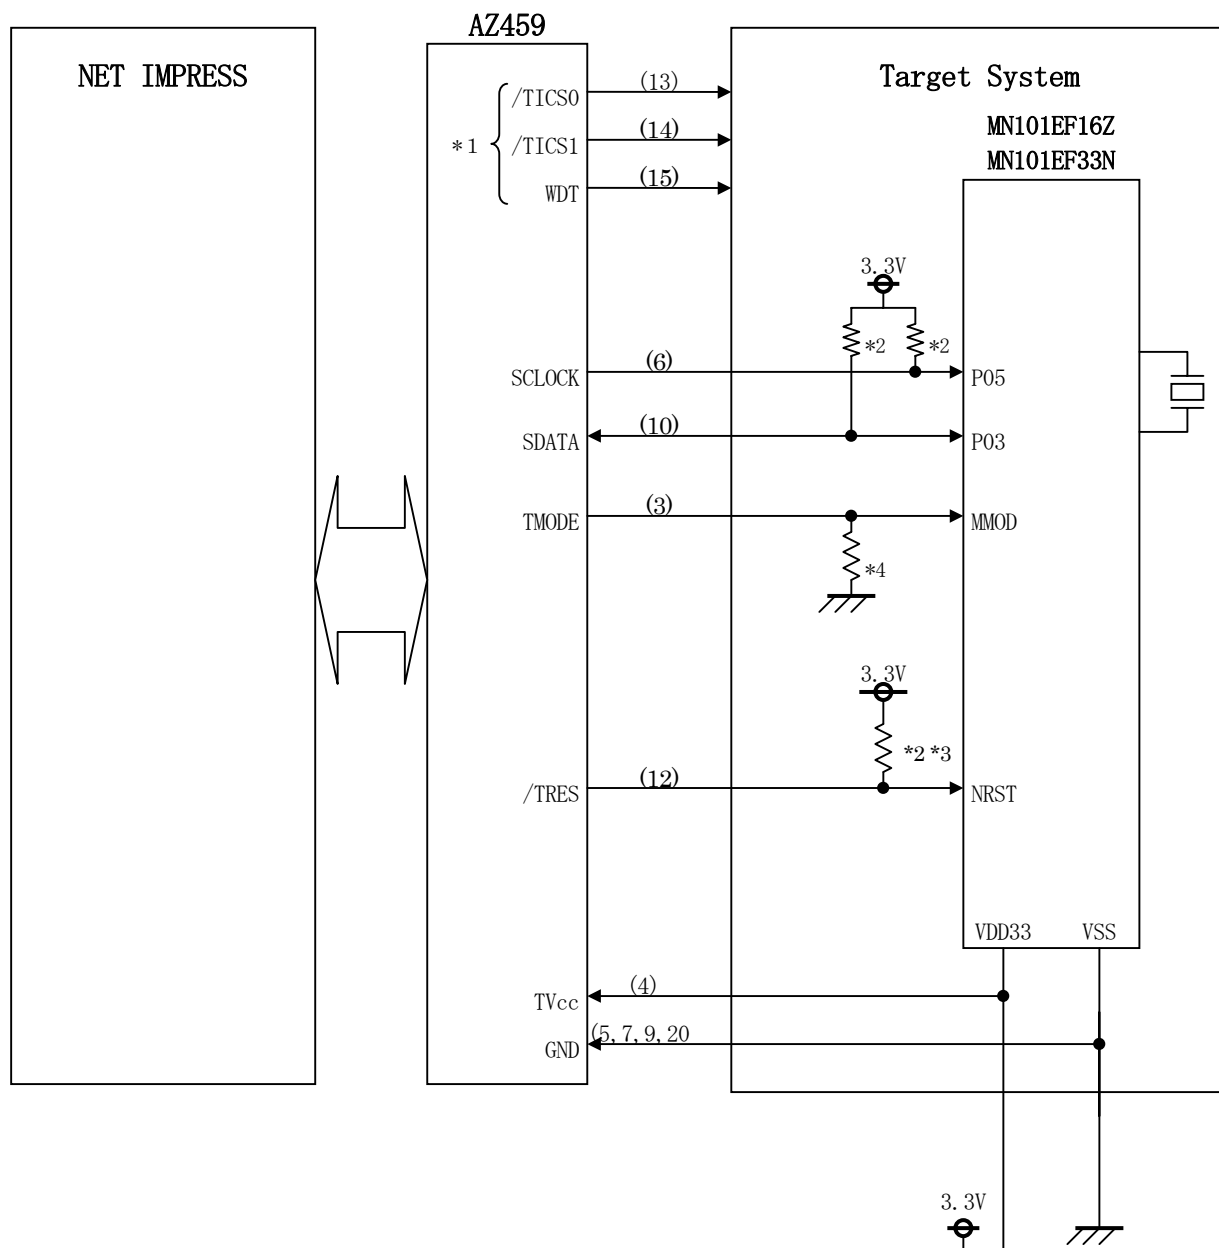 AZ459
NET IMPRESS
Target System
MN101EF16Z
MN101EF33N
*1
/TICS0
(13)
/TICS1
(14)
WDT
(15)
3.3V
*2
*2
SCLOCK
(6)
P05
SDATA
(10)
P03
TMODE
(3)
MMOD
*4
3.3V
*2 *3
/TRES
(12)
NRST
VDD33
VSS
TVcc
(4)
GND
(5, 7, 9, 20
3.3V